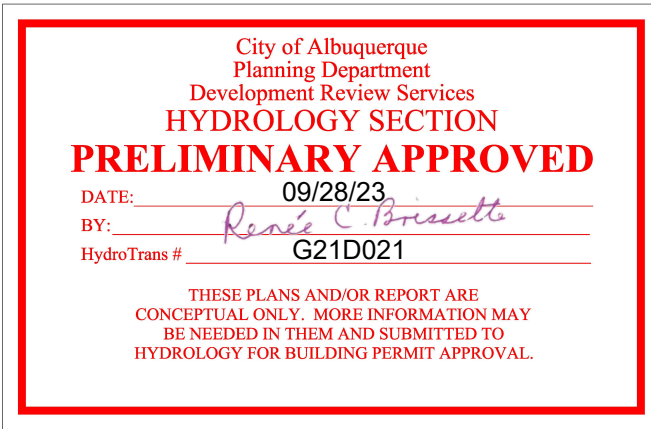 City of Albuquerque
Planning Department
Development Review Services
HYDROLOGY SECTION
PRELIMINARY APPROVED
DATE: 09/28/23
BY: Renée C. Brissette
HydroTrans # G21D021
THESE PLANS AND/OR REPORT ARE
CONCEPTUAL ONLY. MORE INFORMATION MAY
BE NEEDED IN THEM AND SUBMITTED TO
HYDROLOGY FOR BUILDING PERMIT APPROVAL.